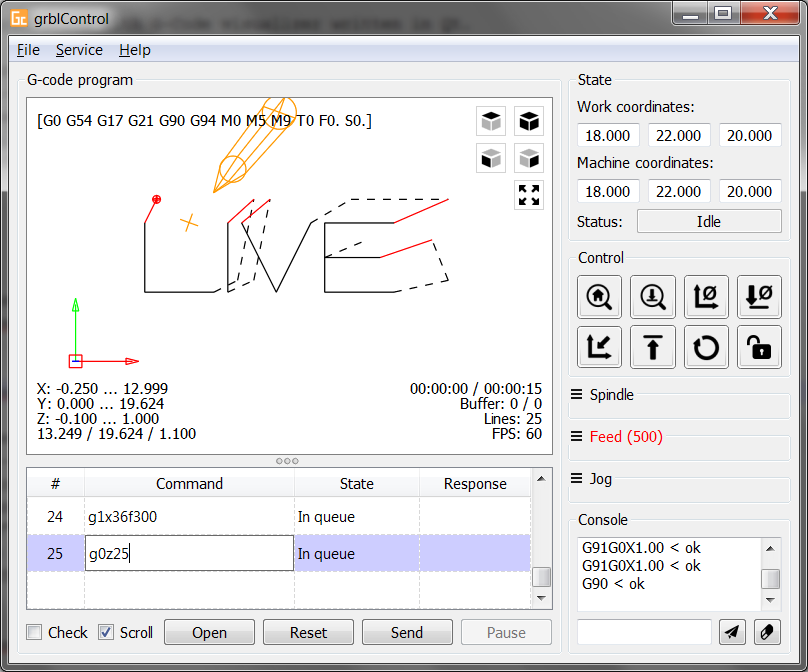 Gc grblControl
File Service Help
G-code program
[G0 G54 G17 G21 G90 G94 M0 M5 M9 T0 F0. S0.]
LIVE
X: -0.250 ... 12.999
Y: 0.000 ... 19.624
Z: -0.100 ... 1.000
13.249 / 19.624 / 1.100
00:00:00 / 00:00:15
Buffer: 0 / 0
Lines: 25
FPS: 60
# Command State Response
24 g1x36f300 In queue
25 g0z25 In queue
Check Scroll Open Reset Send Pause
State
Work coordinates:
18.000 22.000 20.000
Machine coordinates:
18.000 22.000 20.000
Status: Idle
Control
Spindle
Feed (500)
Jog
Console
G91G0X1.00 < ok
G91G0X1.00 < ok
G90 < ok